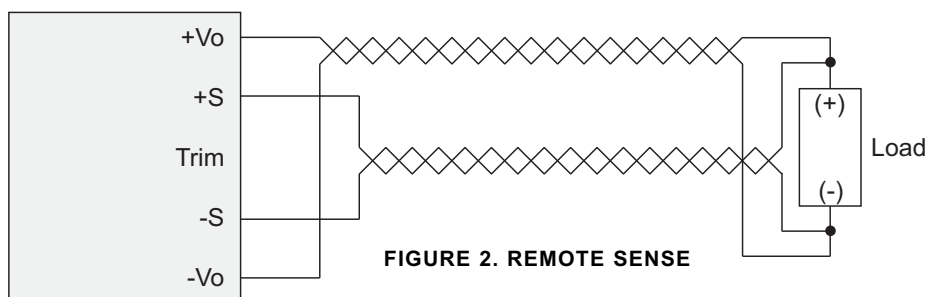 +Vo
+S
Trim
-S
-Vo
(+)
Load
(-)
FIGURE 2. REMOTE SENSE